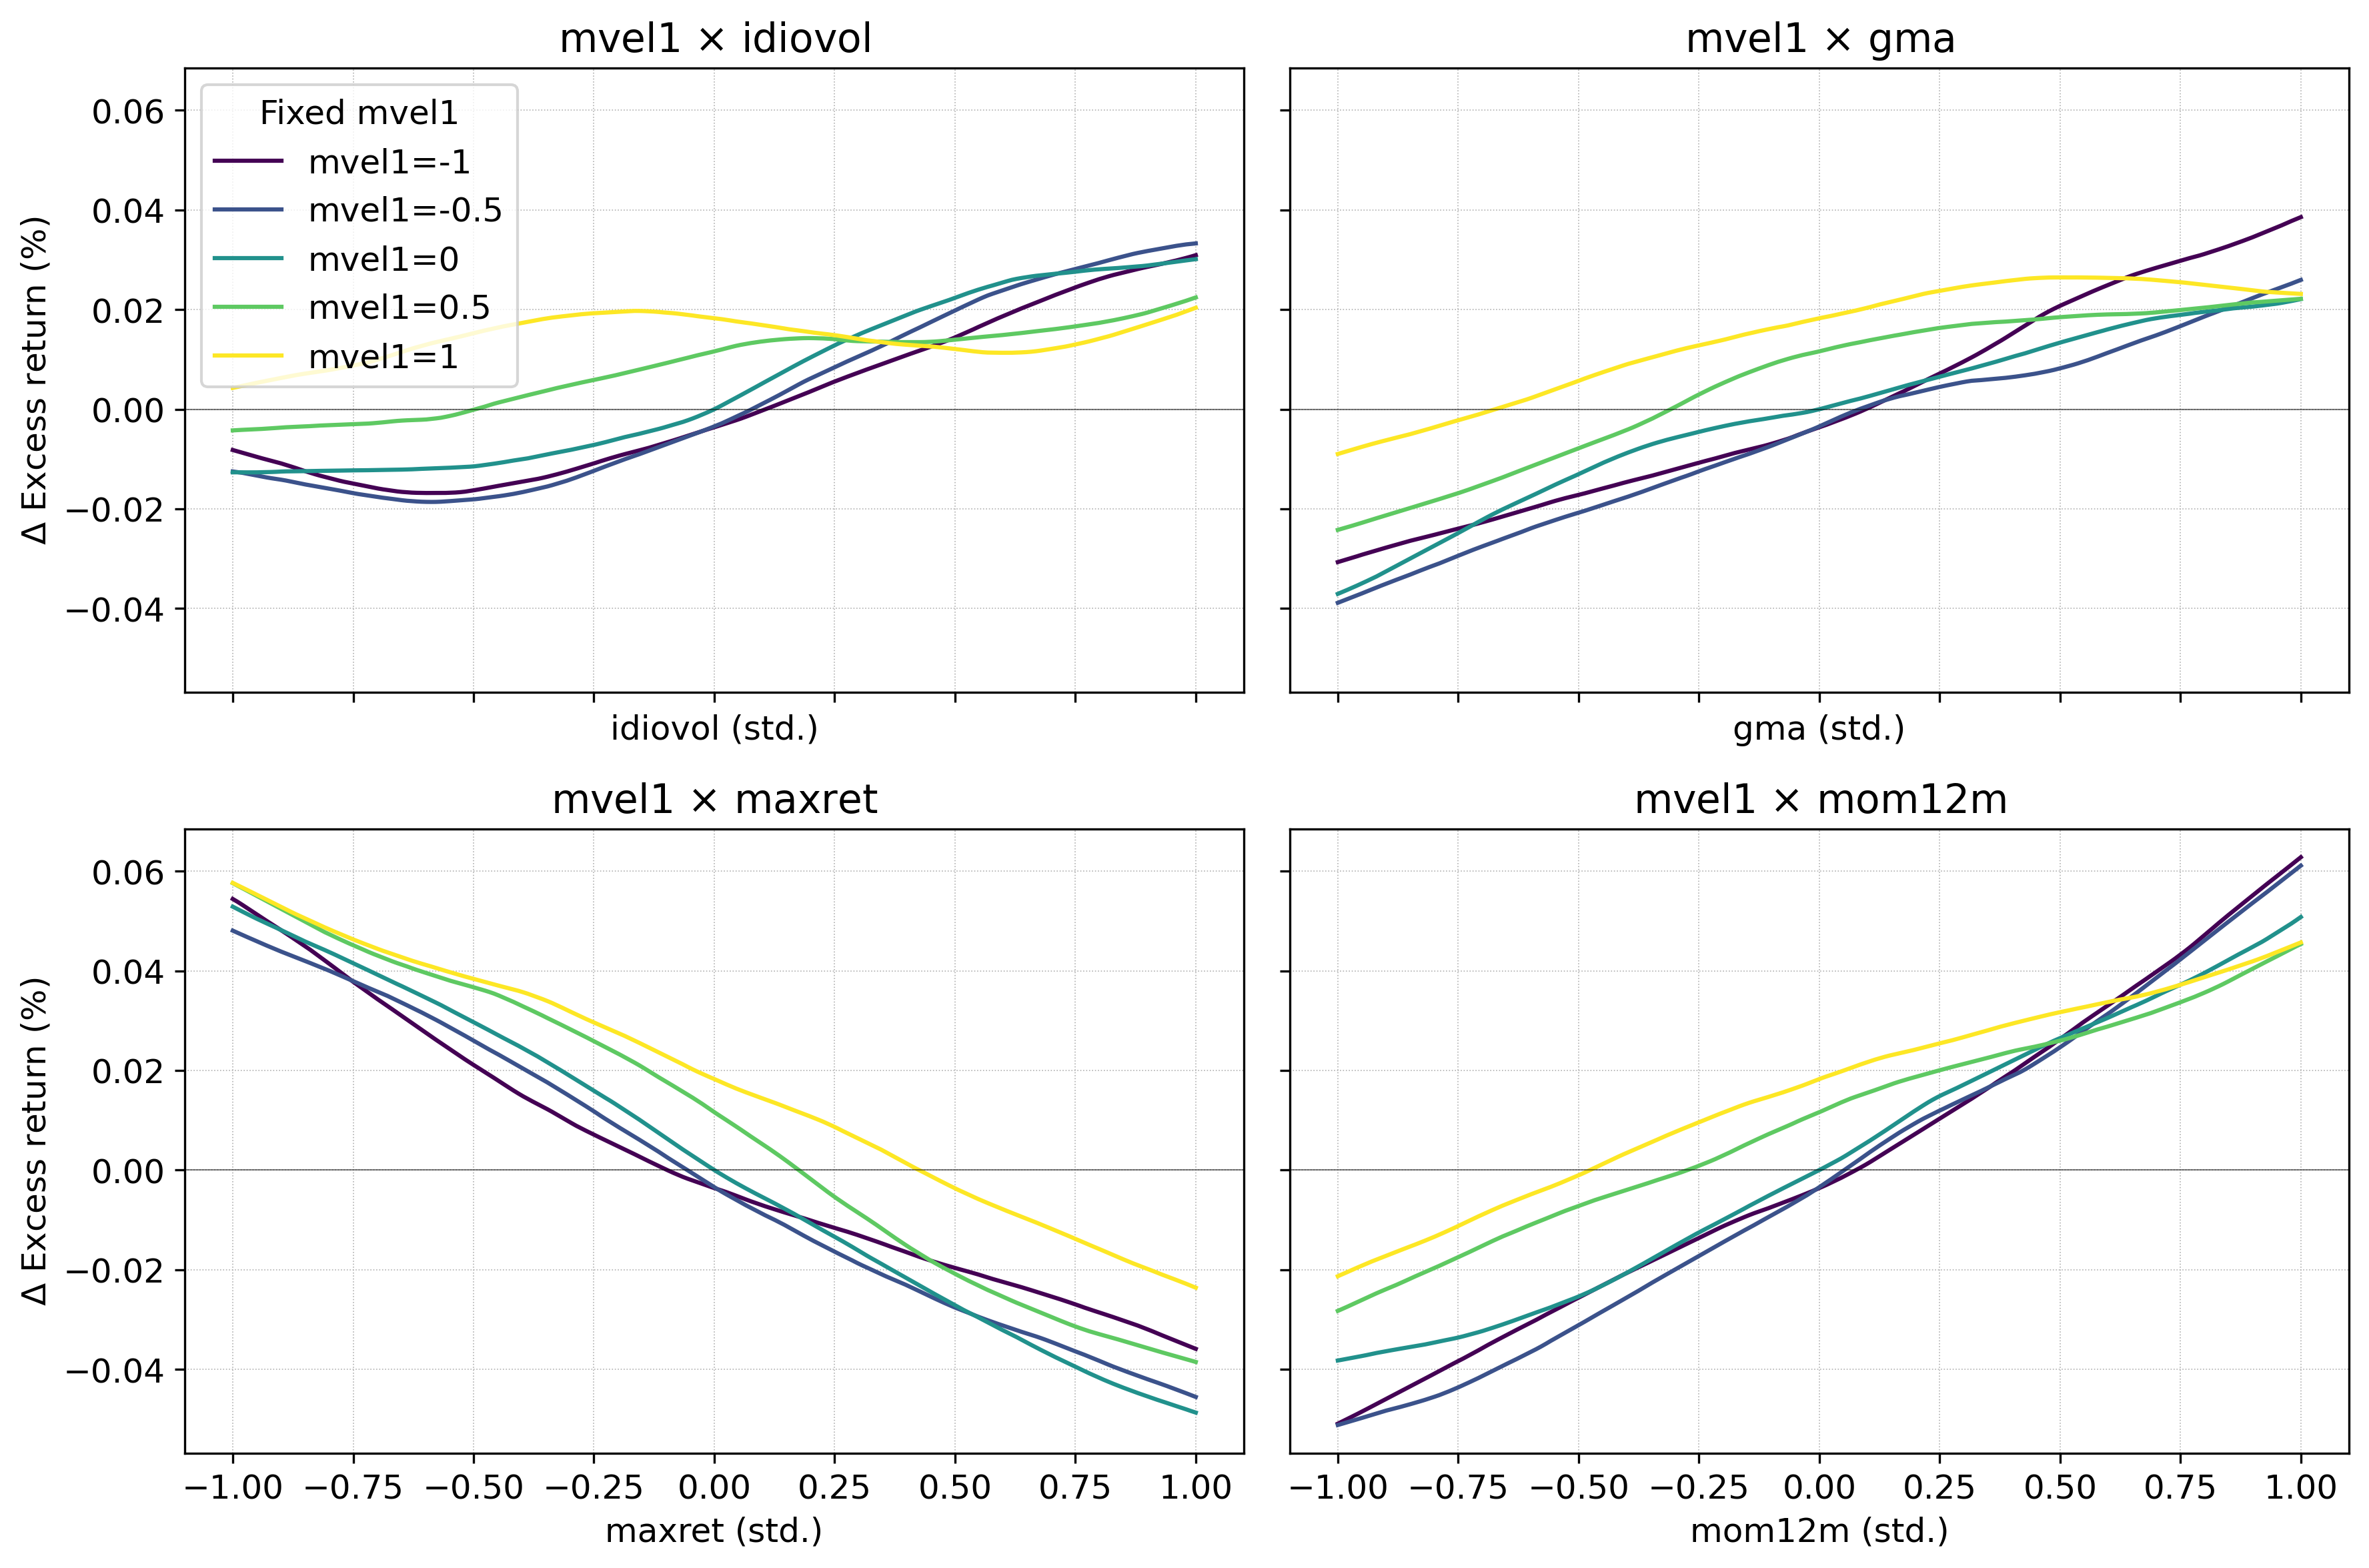 mvel1 × idiovol
mvel1 × gma
Δ Excess return (%)
0.06
0.04
0.02
0.00
−0.02
−0.04
Fixed mvel1
mvel1=-1
mvel1=-0.5
mvel1=0
mvel1=0.5
mvel1=1
idiovol (std.)
gma (std.)
mvel1 × maxret
mvel1 × mom12m
Δ Excess return (%)
0.06
0.04
0.02
0.00
−0.02
−0.04
−1.00 −0.75 −0.50 −0.25 0.00 0.25 0.50 0.75 1.00
−1.00 −0.75 −0.50 −0.25 0.00 0.25 0.50 0.75 1.00
maxret (std.)
mom12m (std.)